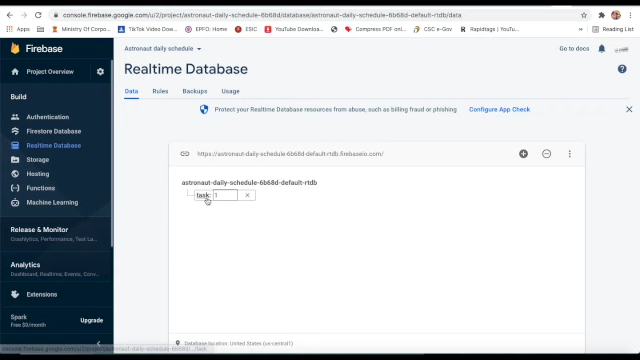 console.firebase.google.com/u/2/project/astronaut-daily-schedule-6b68d/database/astronaut-daily-schedule-6b68d-default-rtdb/data
Apps
Ministry Of Corpo...
TikTok Video Dow...
EPFO: Home
ESIC
YouTube Downloa...
Compress PDF onl...
CSC e-Gov
Rapidtags | YouTu...
Reading List
Firebase
Astronaut daily schedule
Go to docs
Project Overview
Realtime Database
Build
Data
Rules
Backups
Usage
Authentication
Protect your Realtime Database resources from abuse, such as billing fraud or phishing
Configure App Check
Firestore Database
Realtime Database
Storage
https://astronaut-daily-schedule-6b68d-default-rtdb.firebaseio.com/
Hosting
Functions
astronaut-daily-schedule-6b68d-default-rtdb
Machine Learning
task: 1
Release & Monitor
Crashlytics, Performance, Test La...
Analytics
Dashboard, Realtime, Events, Conv...
Extensions
Spark
Free $0/month
Upgrade
Database location: United States (us-central1)